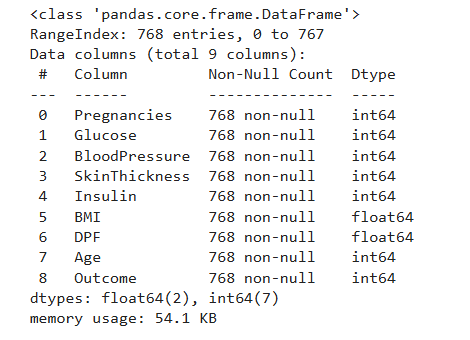 <class 'pandas.core.frame.DataFrame'>
RangeIndex: 768 entries, 0 to 767
Data columns (total 9 columns):
 #   Column         Non-Null Count  Dtype
---  ------         --------------  -----
 0   Pregnancies    768 non-null    int64
 1   Glucose        768 non-null    int64
 2   BloodPressure  768 non-null    int64
 3   SkinThickness  768 non-null    int64
 4   Insulin        768 non-null    int64
 5   BMI            768 non-null    float64
 6   DPF            768 non-null    float64
 7   Age            768 non-null    int64
 8   Outcome        768 non-null    int64
dtypes: float64(2), int64(7)
memory usage: 54.1 KB